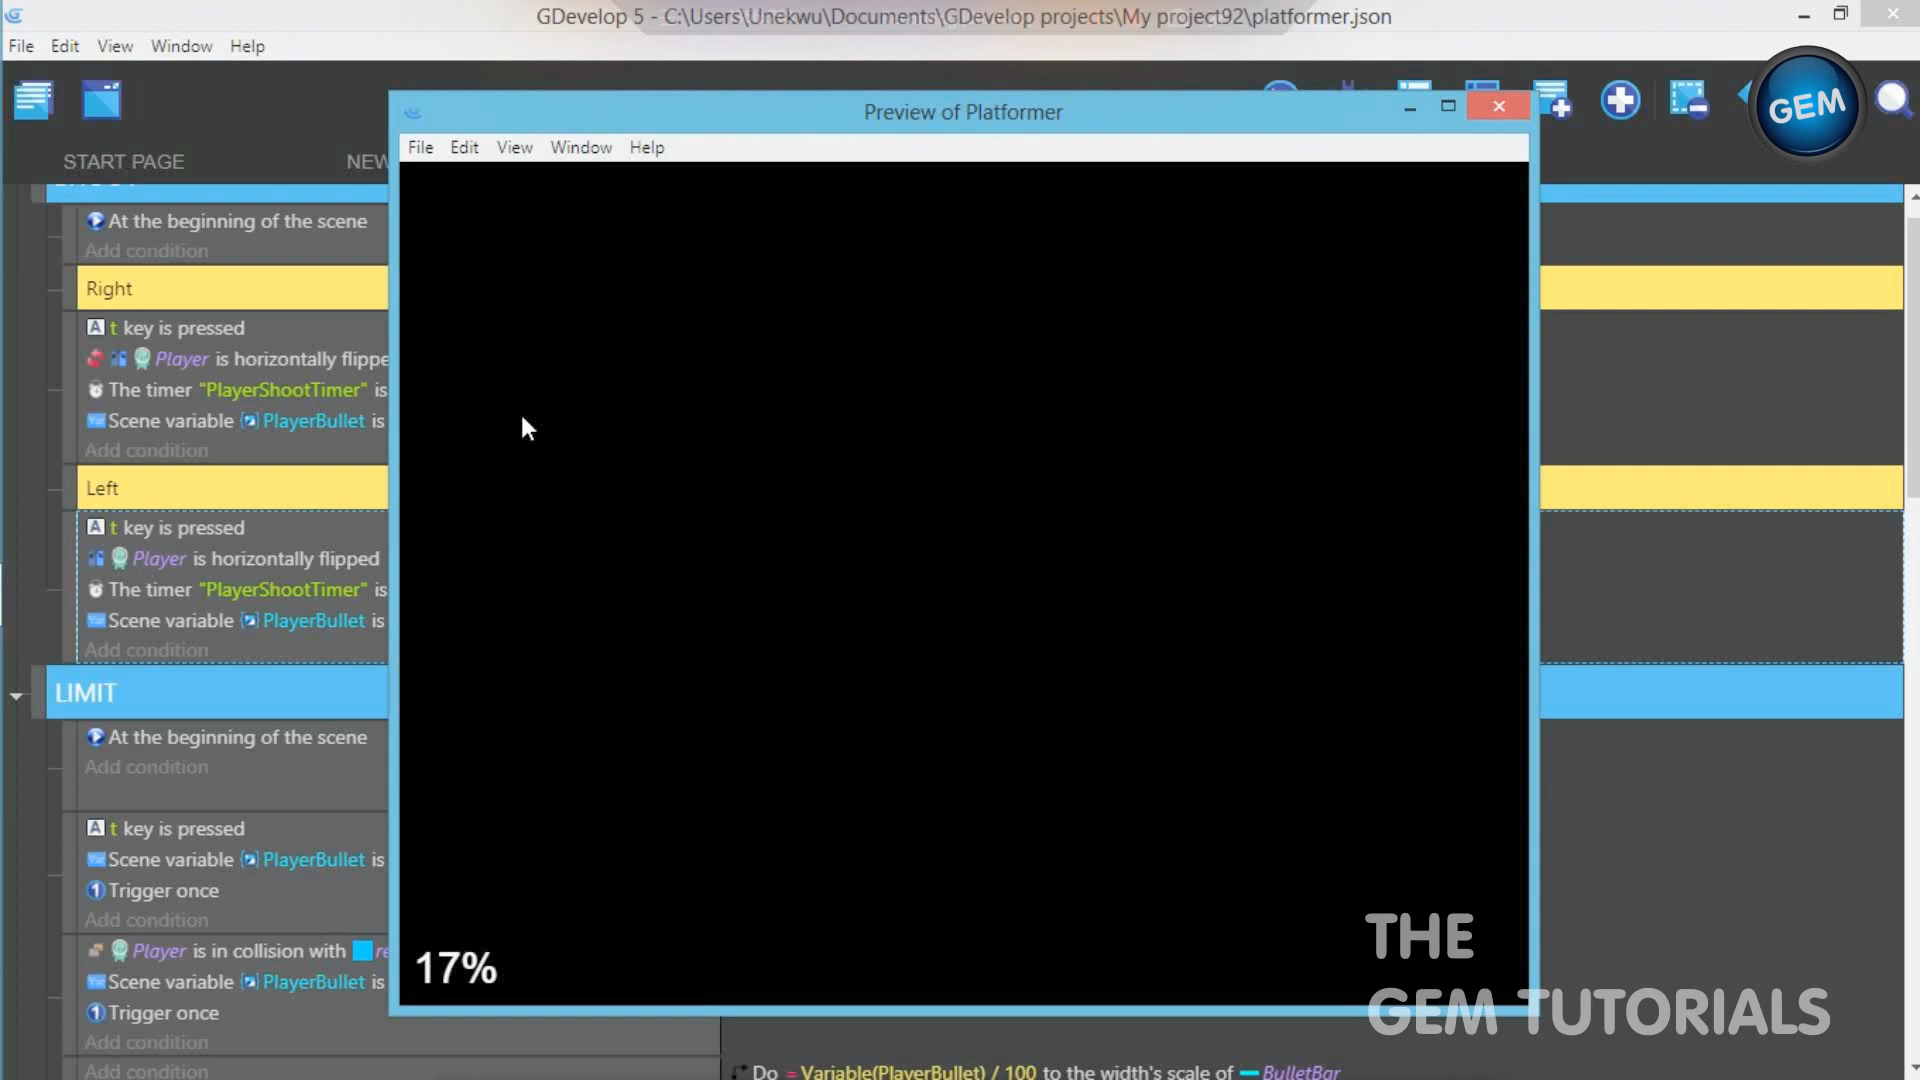 GDevelop 5 - C:\Users\Unekwu\Documents\GDevelop projects\My project92\platformer.json
File Edit View Window Help
GEM
Preview of Platformer
File Edit View Window Help
START PAGE
NEW
At the beginning of the scene
Add condition
Right
t key is pressed
Player is horizontally flippe
The timer "PlayerShootTimer" is
Scene variable PlayerBullet is
Add condition
Left
t key is pressed
Player is horizontally flipped
The timer "PlayerShootTimer" is
Scene variable PlayerBullet is
Add condition
LIMIT
At the beginning of the scene
Add condition
t key is pressed
Scene variable PlayerBullet is
Trigger once
Add condition
Player is in collision with re
Scene variable PlayerBullet is
Trigger once
Add condition
Add condition
17%
THE
GEM TUTORIALS
Do = Variable(PlayerBullet) / 100 to the width's scale of BulletBar